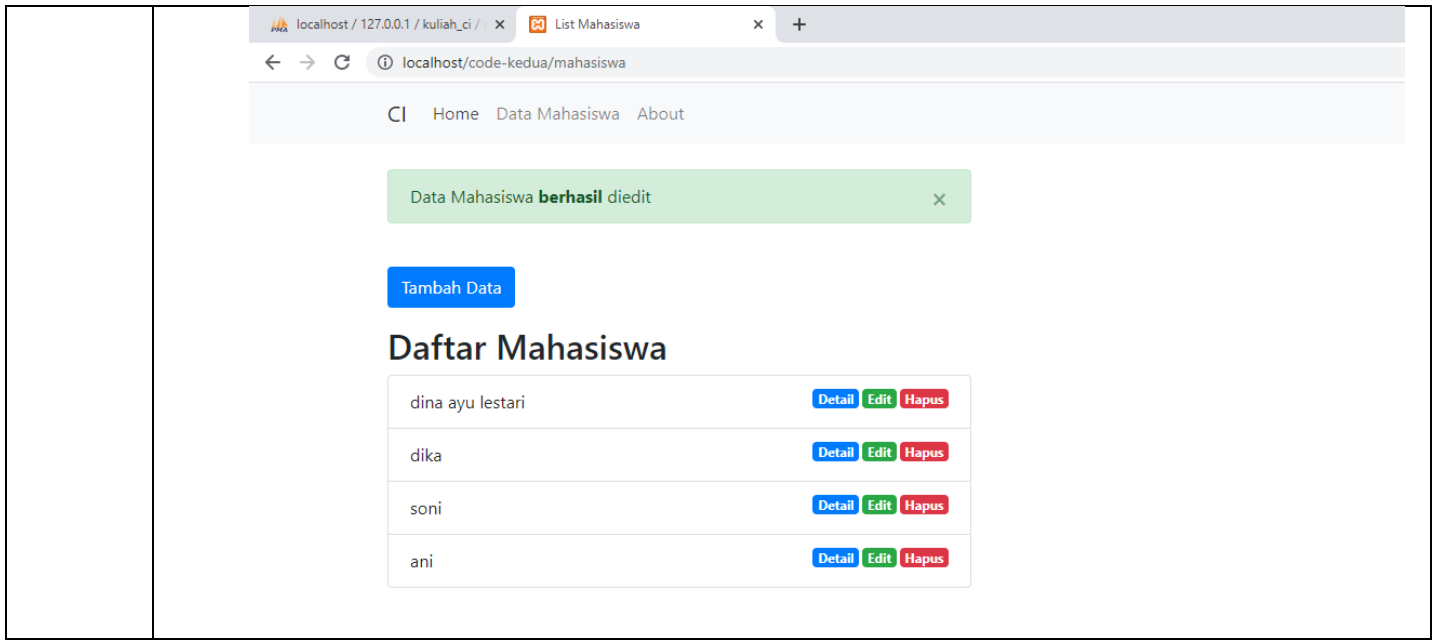 localhost / 127.0.0.1 / kuliah_ci /
List Mahasiswa
localhost/code-kedua/mahasiswa
CI Home Data Mahasiswa About
Data Mahasiswa berhasil diedit ×
Tambah Data
Daftar Mahasiswa
dina ayu lestari Detail Edit Hapus
dika Detail Edit Hapus
soni Detail Edit Hapus
ani Detail Edit Hapus